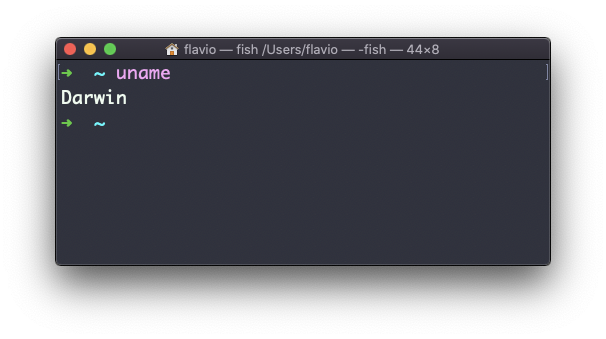 flavio — fish /Users/flavio — -fish — 44×8
[➜  ~ uname ]
Darwin
➜  ~